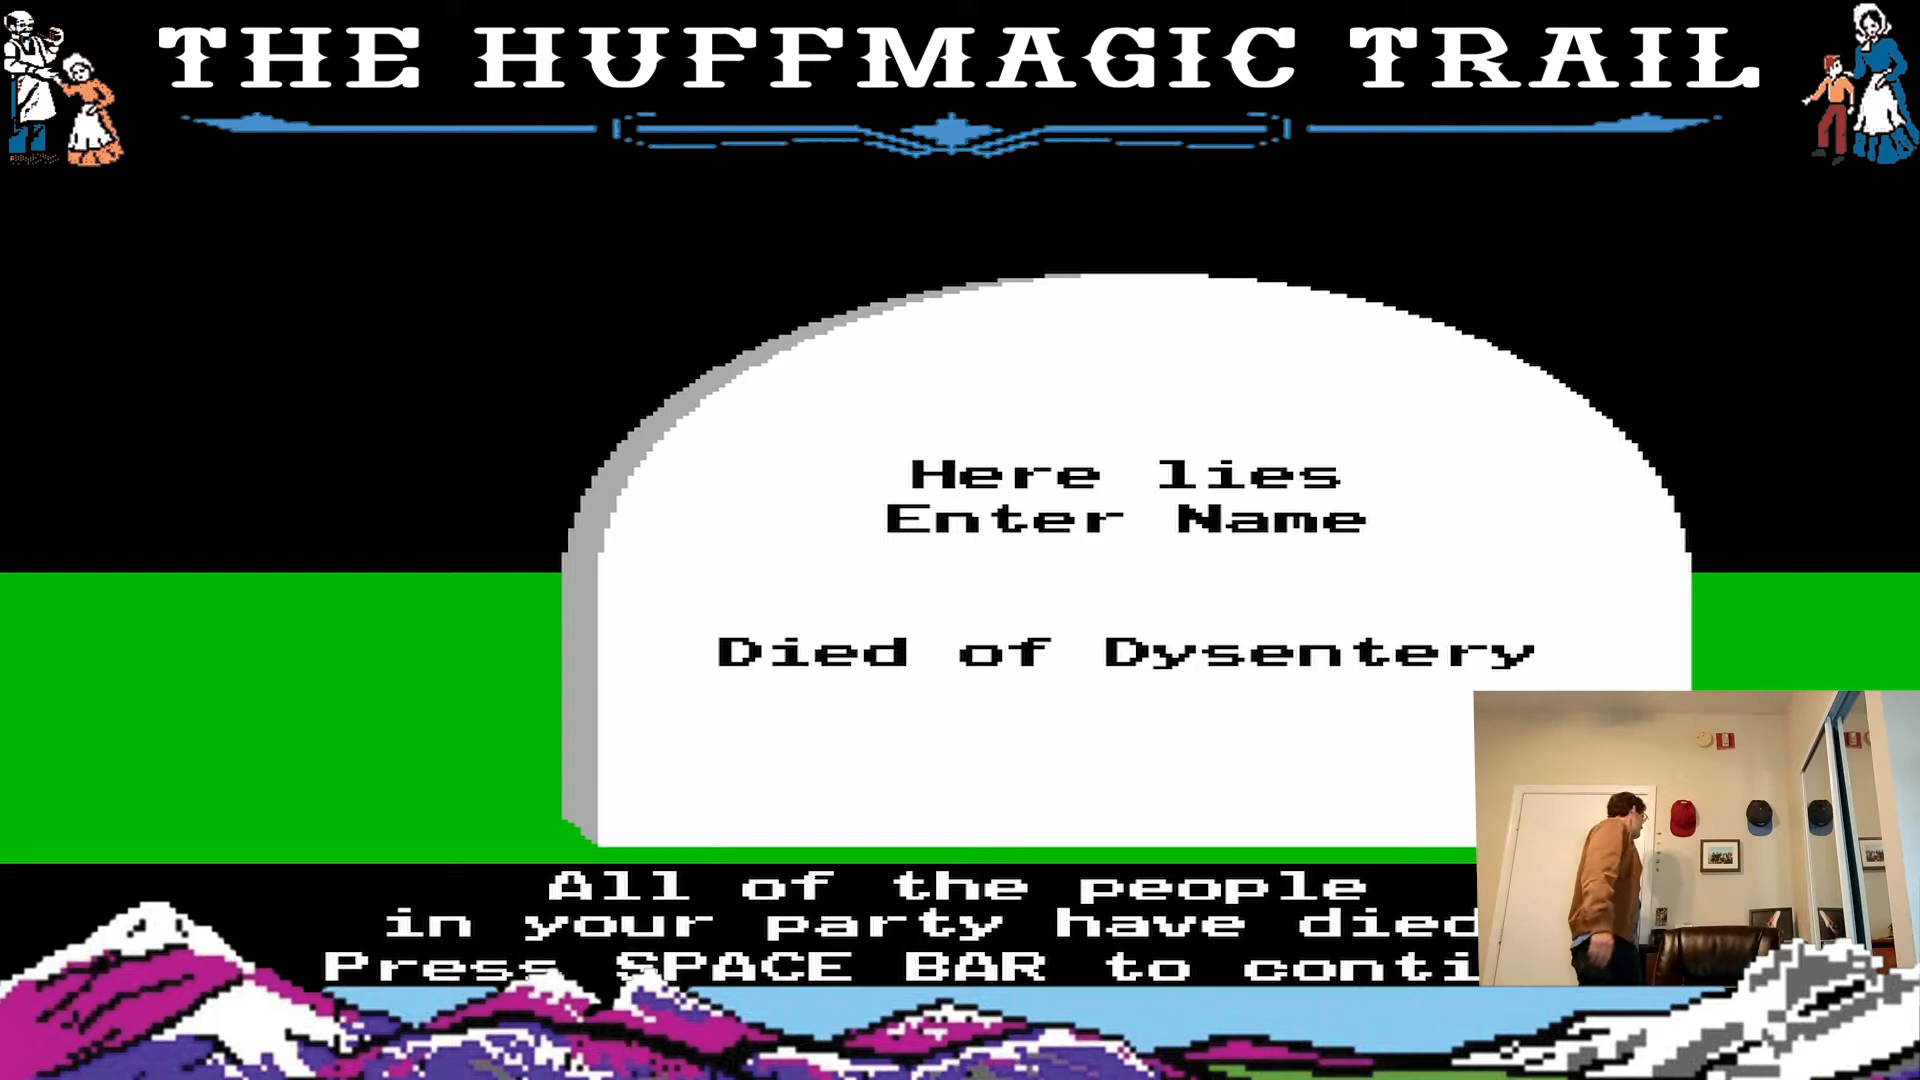 THE HUFFMAGIC TRAIL
Here lies
Enter Name
Died of Dysentery
All of the people
in your party have died
Press SPACE BAR to conti